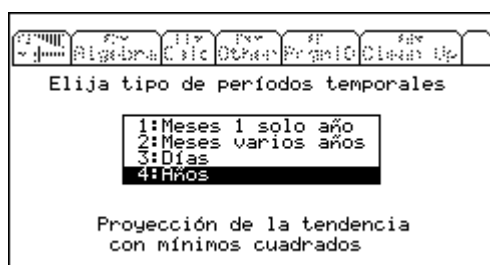 Algebra Calc Other PrgmIO Clean Up
Elija tipo de períodos temporales
1:Meses 1 solo año
2:Meses varios años
3:Días
4:Años
Proyección de la tendencia
con mínimos cuadrados